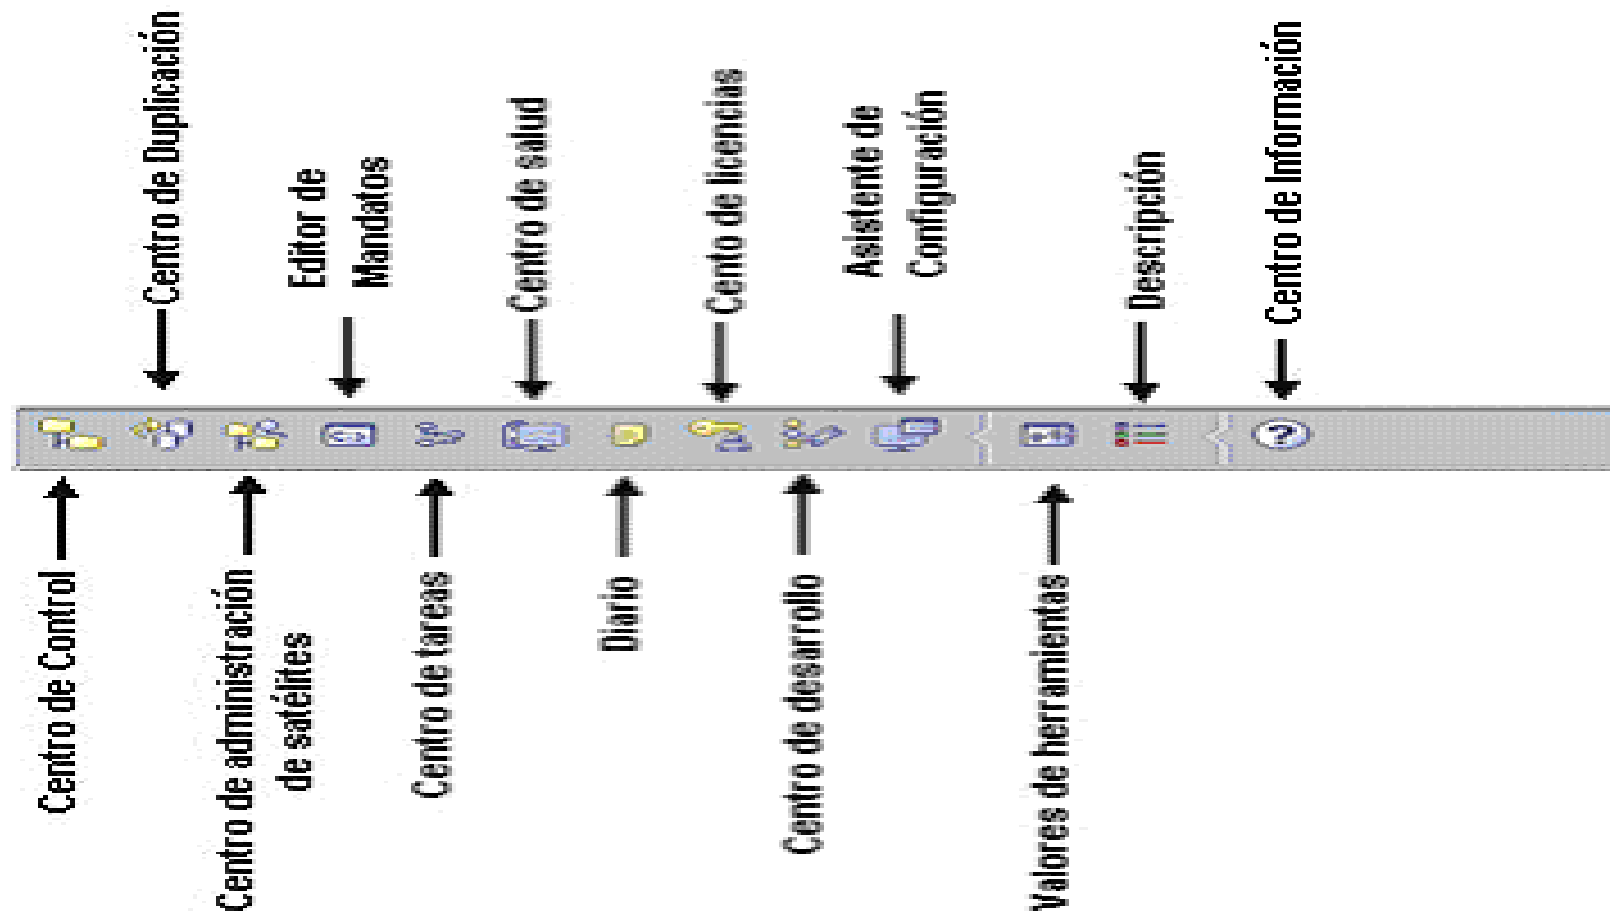 Centro de Duplicación
Editor de
Mandatos
Centro de salud
Cento de licencias
Asistente de
Configuración
Descripción
Centro de Información
Centro de Control
Centro de administración
de satélites
Centro de tareas
Diario
Centro de desarrollo
Valores de herramientas
?